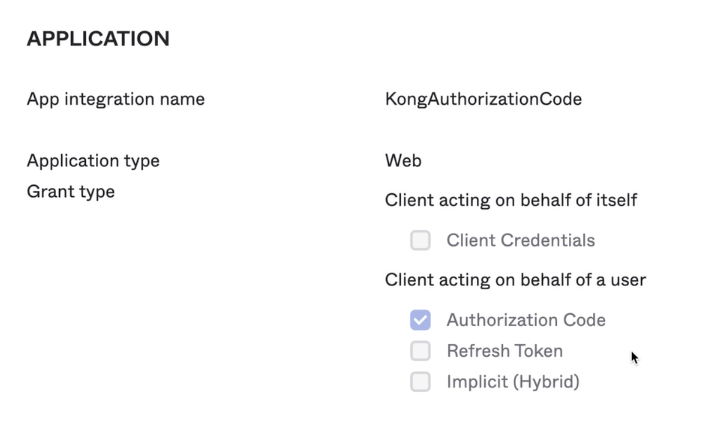 APPLICATION
App integration name
KongAuthorizationCode
Application type
Web
Grant type
Client acting on behalf of itself
Client Credentials
Client acting on behalf of a user
Authorization Code
Refresh Token
Implicit (Hybrid)